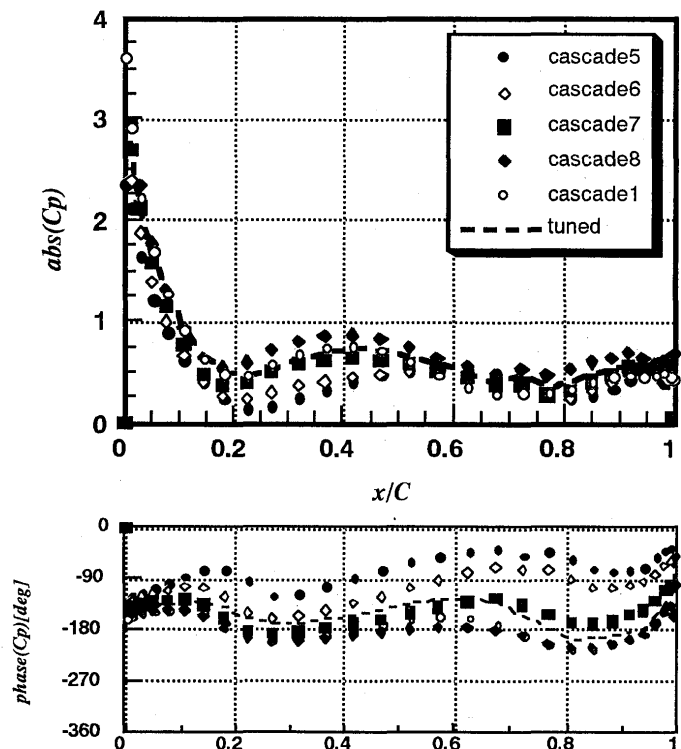 4
3
2
1
0
abs(Cp)
cascade5
cascade6
cascade7
cascade8
cascade1
tuned
0 0.2 0.4 0.6 0.8 1
x/C
0
-90
-180
-270
-360
phase(Cp)[deg]
0 0.2 0.4 0.6 0.8 1